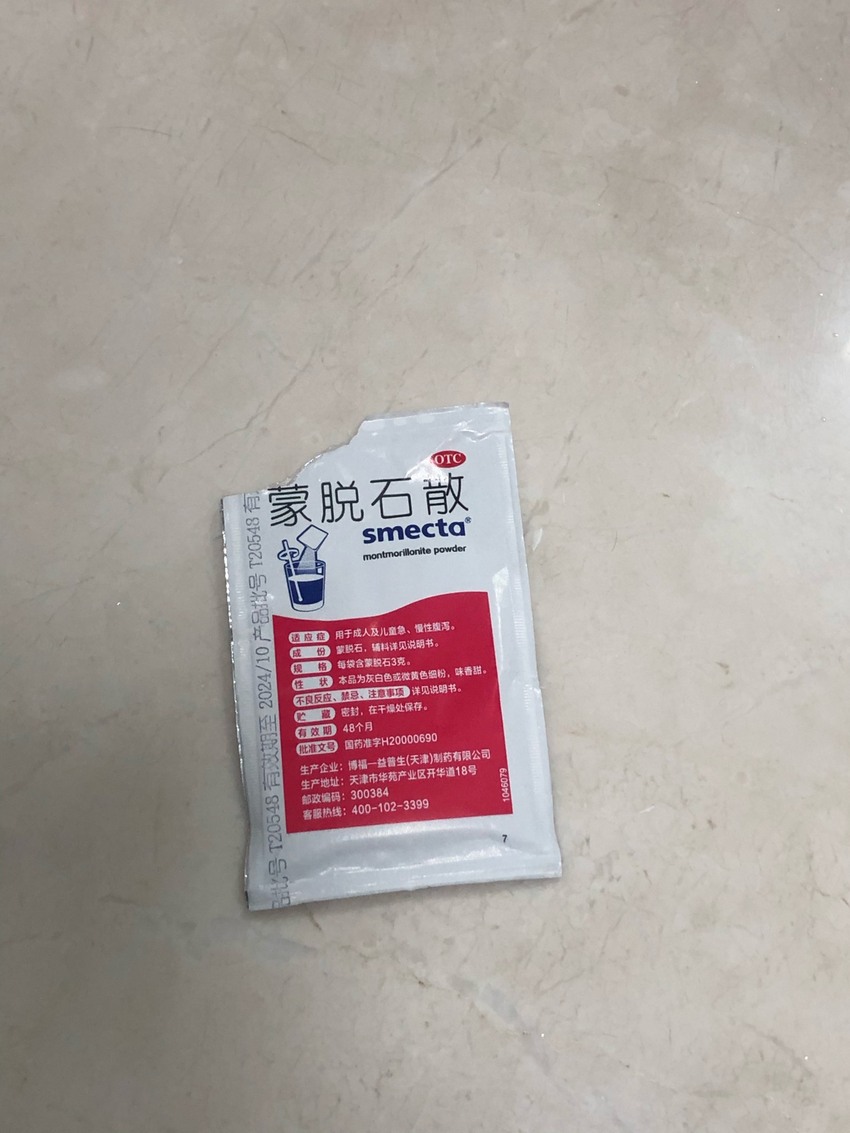 OTC
蒙脱石散
smecta®
montmorillonite powder
适应症 用于成人及儿童急、慢性腹泻。
成份 蒙脱石，辅料详见说明书。
规格 每袋含蒙脱石3克。
性状 本品为灰白色或微黄色细粉，味香甜。
不良反应、禁忌、注意事项 详见说明书。
贮藏 密封，在干燥处保存。
有效期 48个月
批准文号 国药准字H20000690
生产企业：博福—益普生(天津)制药有限公司
生产地址：天津市华苑产业区开华道18号
邮政编码：300384
客服热线：400-102-3399
1046079
7
品批号 T20548 有效期至 2024/10 产品批号 T20548 有